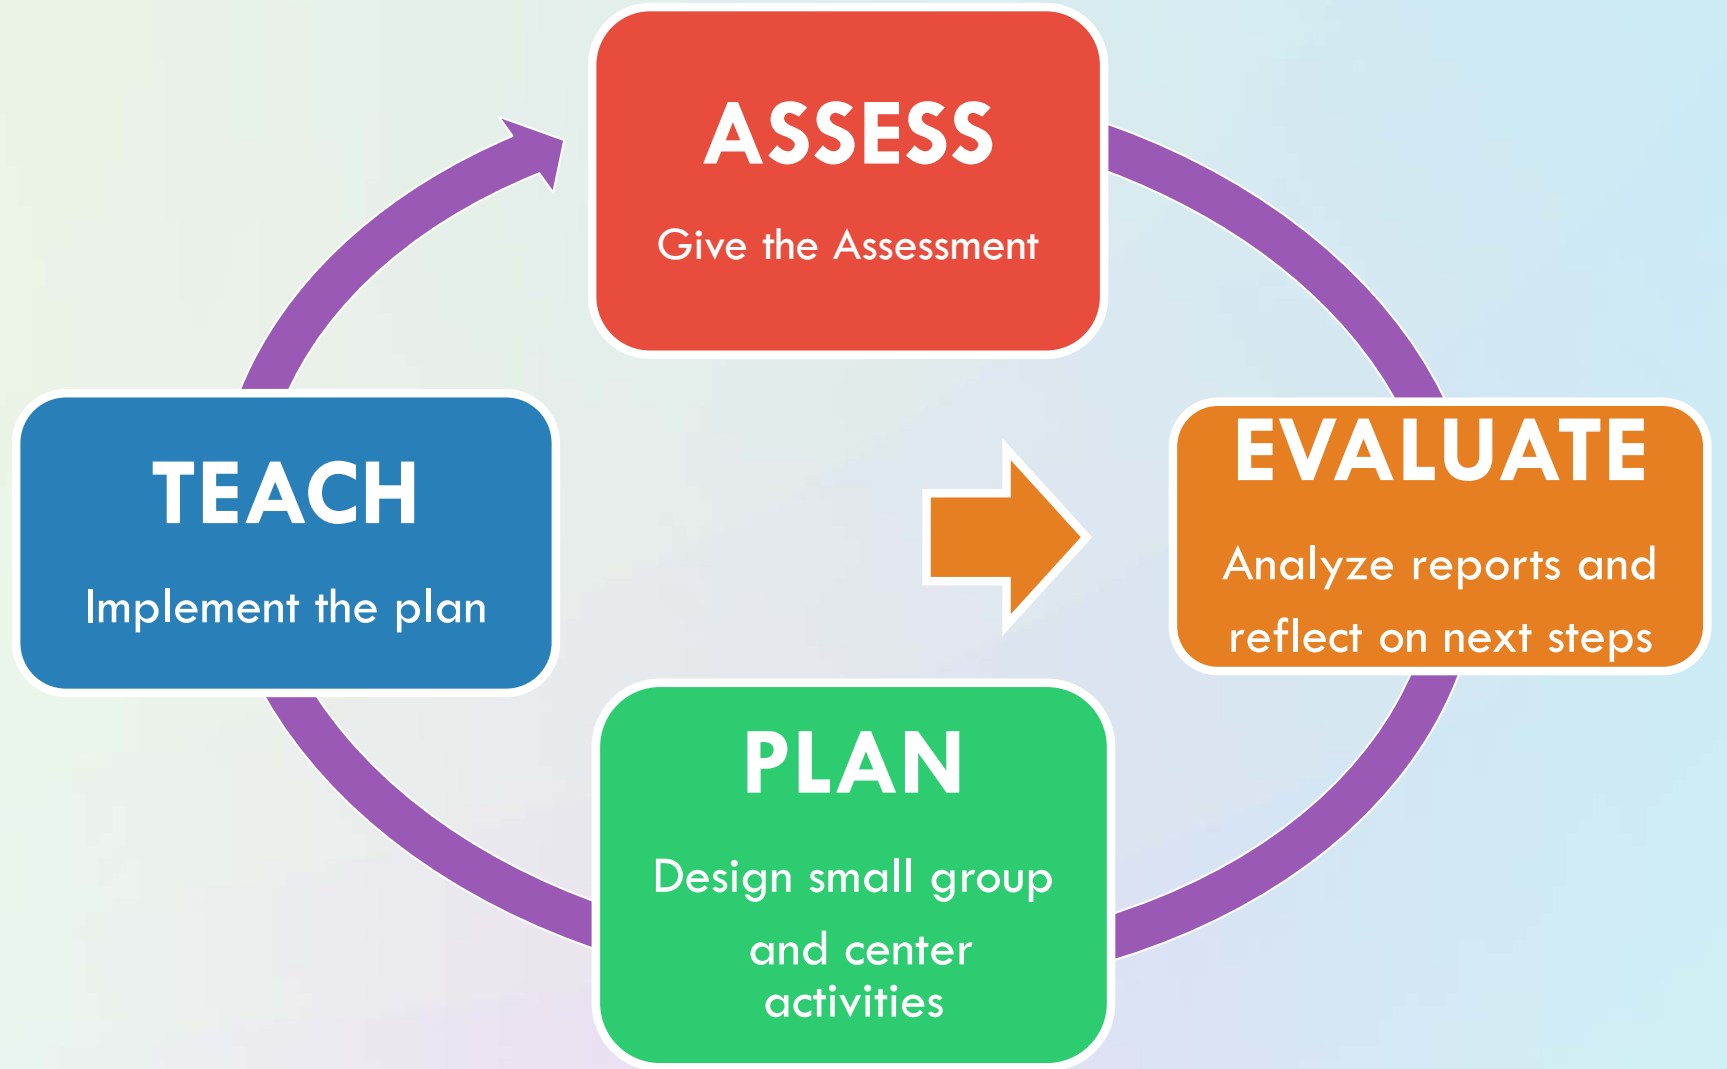 ASSESS
Give the Assessment
EVALUATE
Analyze reports and
reflect on next steps
PLAN
Design small group
and center
activities
TEACH
Implement the plan